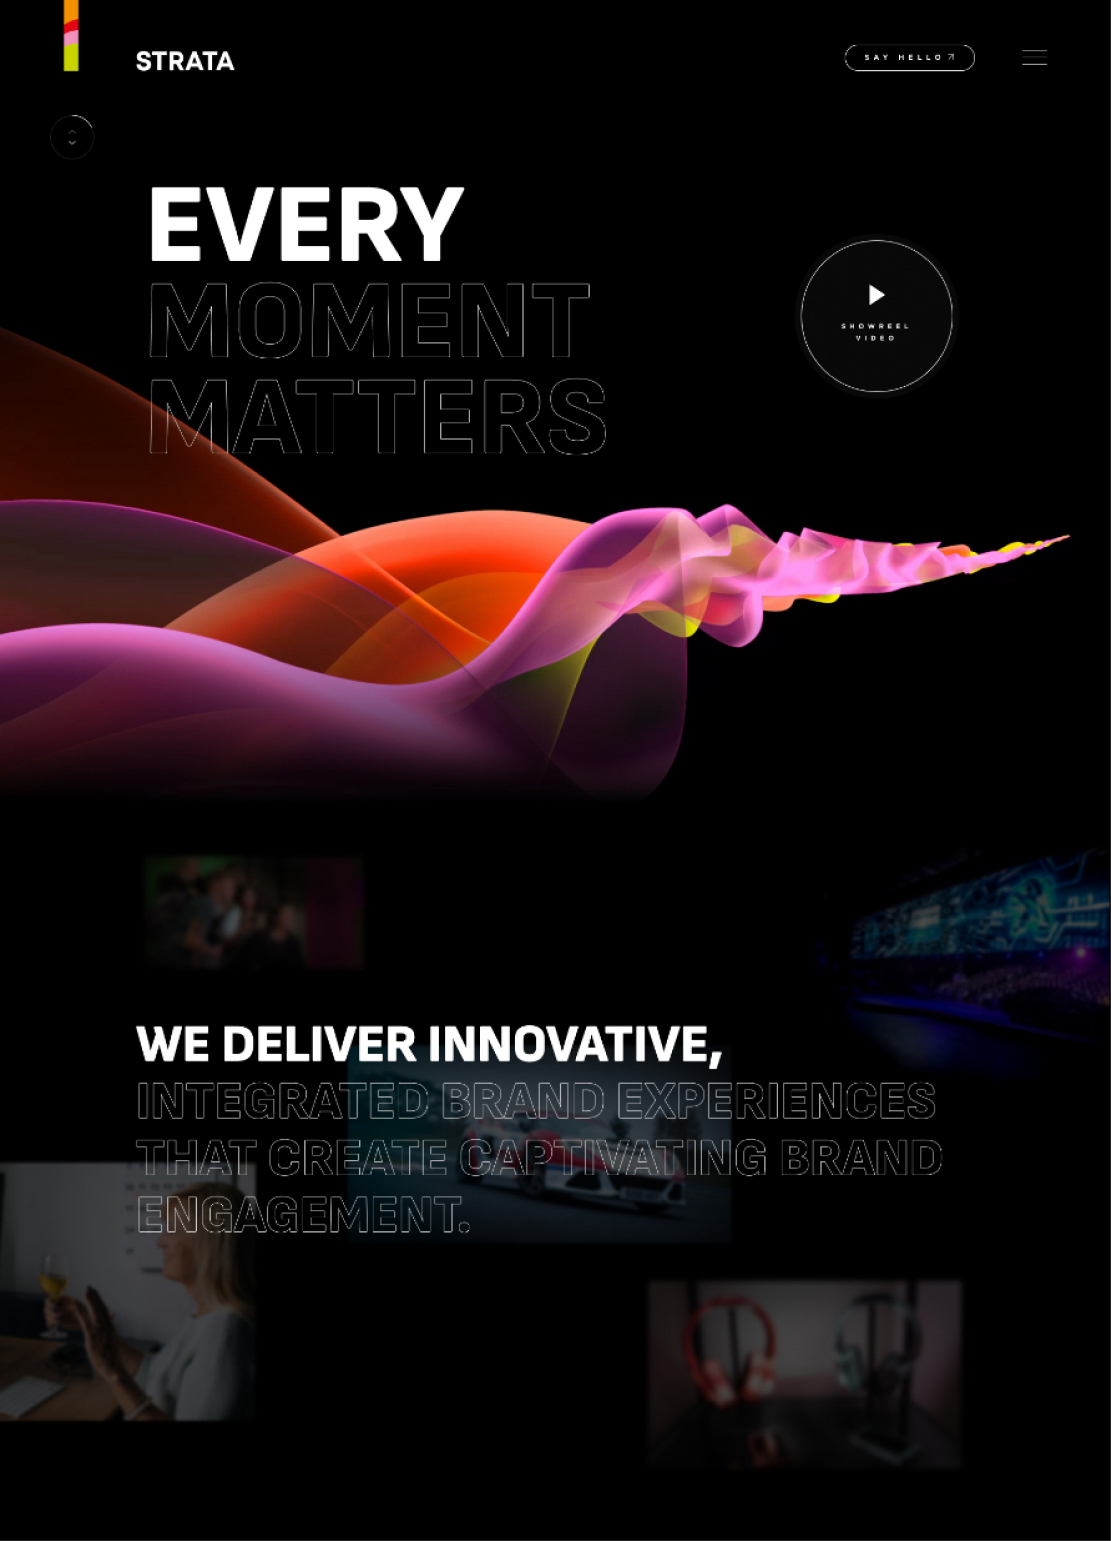 STRATA
SAY HELLO
EVERY
MOMENT
MATTERS
SHOWREEL
VIDEO
WE DELIVER INNOVATIVE,
INTEGRATED BRAND EXPERIENCES
THAT CREATE CAPTIVATING BRAND
ENGAGEMENT.